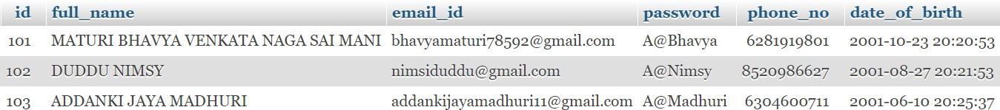 id full_name email_id password phone_no date_of_birth
101 MATURI BHAVYA VENKATA NAGA SAI MANI bhavyamaturi78592@gmail.com A@Bhavya 6281919801 2001-10-23 20:20:53
102 DUDDU NIMSY nimsiduddu@gmail.com A@Nimsy 8520986627 2001-08-27 20:21:53
103 ADDANKI JAYA MADHURI addankijayamadhuri11@gmail.com A@Madhuri 6304600711 2001-06-10 20:25:37